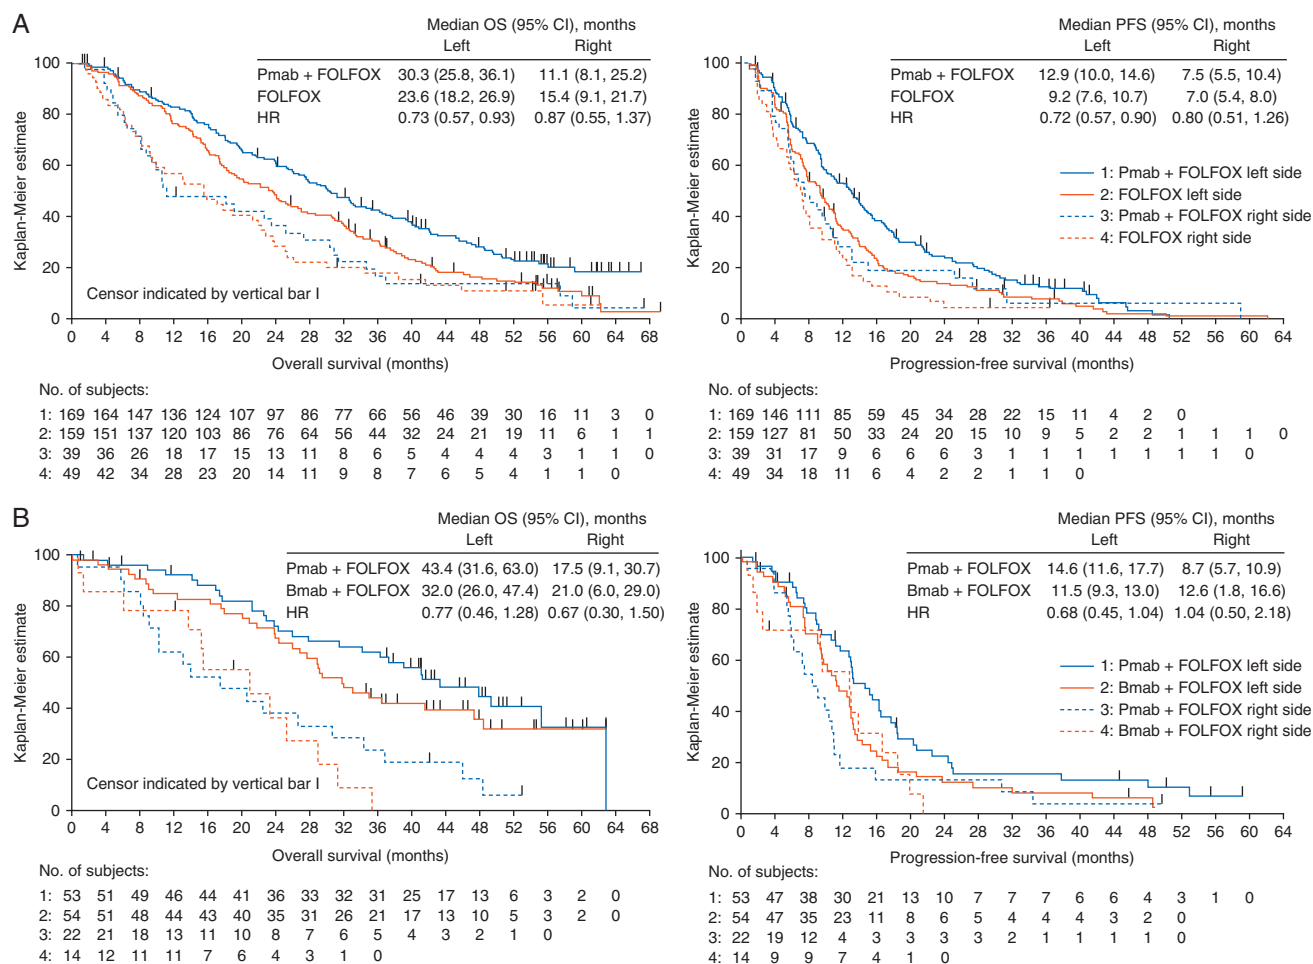 A
Median OS (95% CI), months
Left Right
Pmab + FOLFOX 30.3 (25.8, 36.1) 11.1 (8.1, 25.2)
FOLFOX 23.6 (18.2, 26.9) 15.4 (9.1, 21.7)
HR 0.73 (0.57, 0.93) 0.87 (0.55, 1.37)
Kaplan-Meier estimate
100
80
60
40
20
0
Censor indicated by vertical bar I
0 4 8 12 16 20 24 28 32 36 40 44 48 52 56 60 64 68
Overall survival (months)
No. of subjects:
1: 169 164 147 136 124 107 97 86 77 66 56 46 39 30 16 11 3 0
2: 159 151 137 120 103 86 76 64 56 44 32 24 21 19 11 6 1 1
3: 39 36 26 18 17 15 13 11 8 6 5 4 4 4 3 1 1 0
4: 49 42 34 28 23 20 14 11 9 8 7 6 5 4 1 1 0
Median PFS (95% CI), months
Left Right
Pmab + FOLFOX 12.9 (10.0, 14.6) 7.5 (5.5, 10.4)
FOLFOX 9.2 (7.6, 10.7) 7.0 (5.4, 8.0)
HR 0.72 (0.57, 0.90) 0.80 (0.51, 1.26)
1: Pmab + FOLFOX left side
2: FOLFOX left side
3: Pmab + FOLFOX right side
4: FOLFOX right side
Kaplan-Meier estimate
100
80
60
40
20
0
0 4 8 12 16 20 24 28 32 36 40 44 48 52 56 60 64
Progression-free survival (months)
No. of subjects:
1: 169 146 111 85 59 45 34 28 22 15 11 4 2 0
2: 159 127 81 50 33 24 20 15 10 9 5 2 2 1 1 1 0
3: 39 31 17 9 6 6 6 3 1 1 1 1 1 1 1 0
4: 49 34 18 11 6 4 2 2 1 1 0
B
Median OS (95% CI), months
Left Right
Pmab + FOLFOX 43.4 (31.6, 63.0) 17.5 (9.1, 30.7)
Bmab + FOLFOX 32.0 (26.0, 47.4) 21.0 (6.0, 29.0)
HR 0.77 (0.46, 1.28) 0.67 (0.30, 1.50)
Kaplan-Meier estimate
100
80
60
40
20
0
Censor indicated by vertical bar I
0 4 8 12 16 20 24 28 32 36 40 44 48 52 56 60 64 68
Overall survival (months)
No. of subjects:
1: 53 51 49 46 44 41 36 33 32 31 25 17 13 6 3 2 0
2: 54 51 48 44 43 40 35 31 26 21 17 13 10 5 3 2 0
3: 22 21 18 13 11 10 8 7 6 5 4 3 2 1 0
4: 14 12 11 11 7 6 4 3 1 0
Median PFS (95% CI), months
Left Right
Pmab + FOLFOX 14.6 (11.6, 17.7) 8.7 (5.7, 10.9)
Bmab + FOLFOX 11.5 (9.3, 13.0) 12.6 (1.8, 16.6)
HR 0.68 (0.45, 1.04) 1.04 (0.50, 2.18)
1: Pmab + FOLFOX left side
2: Bmab + FOLFOX left side
3: Pmab + FOLFOX right side
4: Bmab + FOLFOX right side
Kaplan-Meier estimate
100
80
60
40
20
0
0 4 8 12 16 20 24 28 32 36 40 44 48 52 56 60 64
Progression-free survival (months)
No. of subjects:
1: 53 47 38 30 21 13 10 7 7 7 6 6 4 3 1 0
2: 54 47 35 23 11 8 6 5 4 4 4 3 2 0
3: 22 19 12 4 3 3 3 3 2 1 1 1 1 0
4: 14 9 9 7 4 1 0